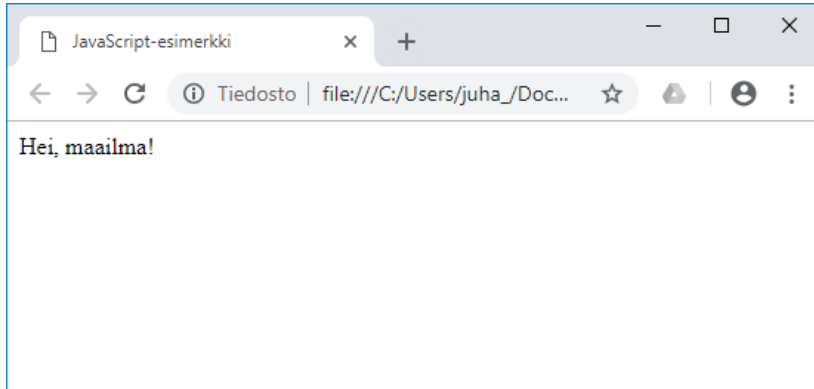 JavaScript-esimerkki
Tiedosto | file:///C:/Users/juha_/Doc...
Hei, maailma!